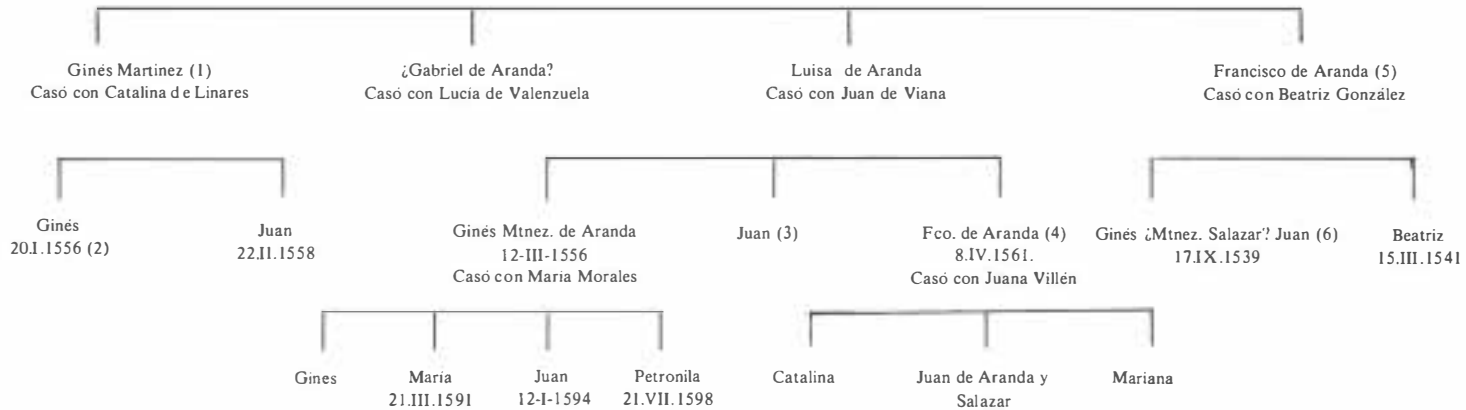 Ginés Martinez (1)
Casó con Catalina de Linares
¿Gabriel de Aranda?
Casó con Lucía de Valenzuela
Luisa de Aranda
Casó con Juan de Viana
Francisco de Aranda (5)
Casó con Beatriz González
Ginés
20.I.1556 (2)
Juan
22.II.1558
Ginés Mtnez. de Aranda
12-III-1556
Casó con María Morales
Juan (3)
Fco. de Aranda (4)
8.IV.1561.
Casó con Juana Villén
Ginés ¿Mtnez. Salazar? Juan (6)
17.IX.1539
Beatriz
15.III.1541
Gines
María
21.III.1591
Juan
12-I-1594
Petronila
21.VII.1598
Catalina
Juan de Aranda y
Salazar
Mariana